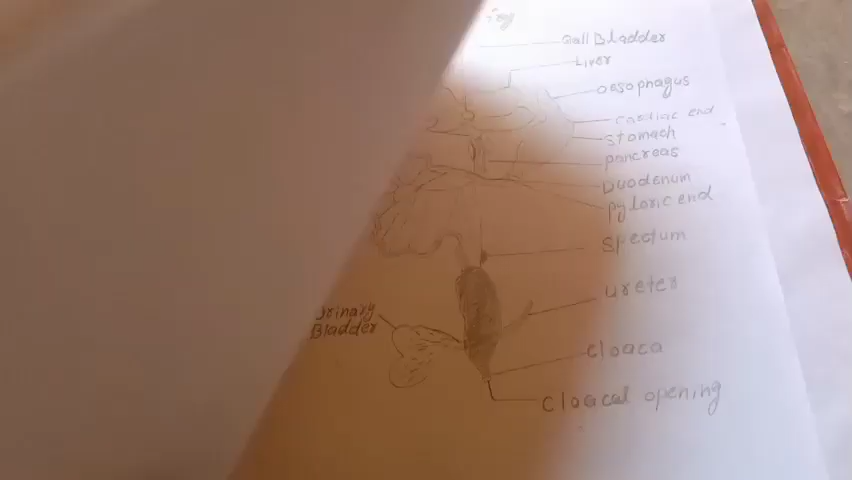 Gall Bladder
Liver
oesophagus
cardiac end
stomach
pancreas
Duodenum
pyloric end
spectum
ureter
urinary
Bladder
cloaca
cloacal opening